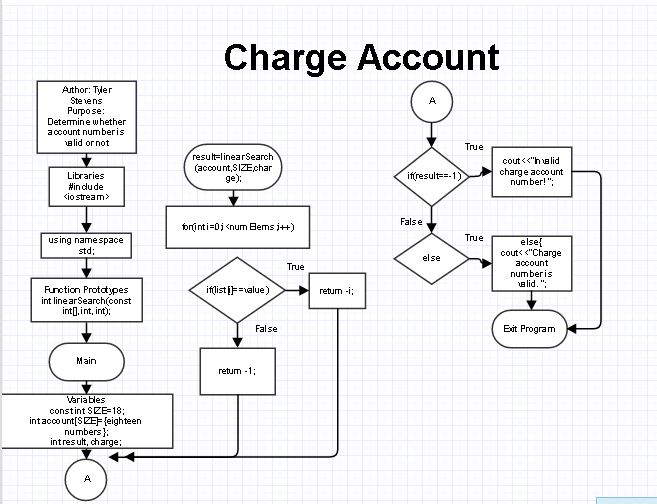 Charge Account
Author: Tyler
Stevens
Purpose:
Determine whether
account number is
valid or not
Libraries
#include
<iostream>
using namespace
std;
Function Prototypes
int linearSearch(const
int[],int,int);
Main
Variables
const int SIZE=18;
int account[SIZE]={eighteen
numbers};
int result, charge;
A
result=linearSearch
(account,SIZE,char
ge);
for(int i=0;i<numElems;i++)
if(list[i]==value)
True
return -i;
False
return -1;
A
if(result==-1)
True
cout<<"Invalid
charge account
number! ";
False
else
True
else{
cout<<"Charge
account
number is
valid. ";
Exit Program